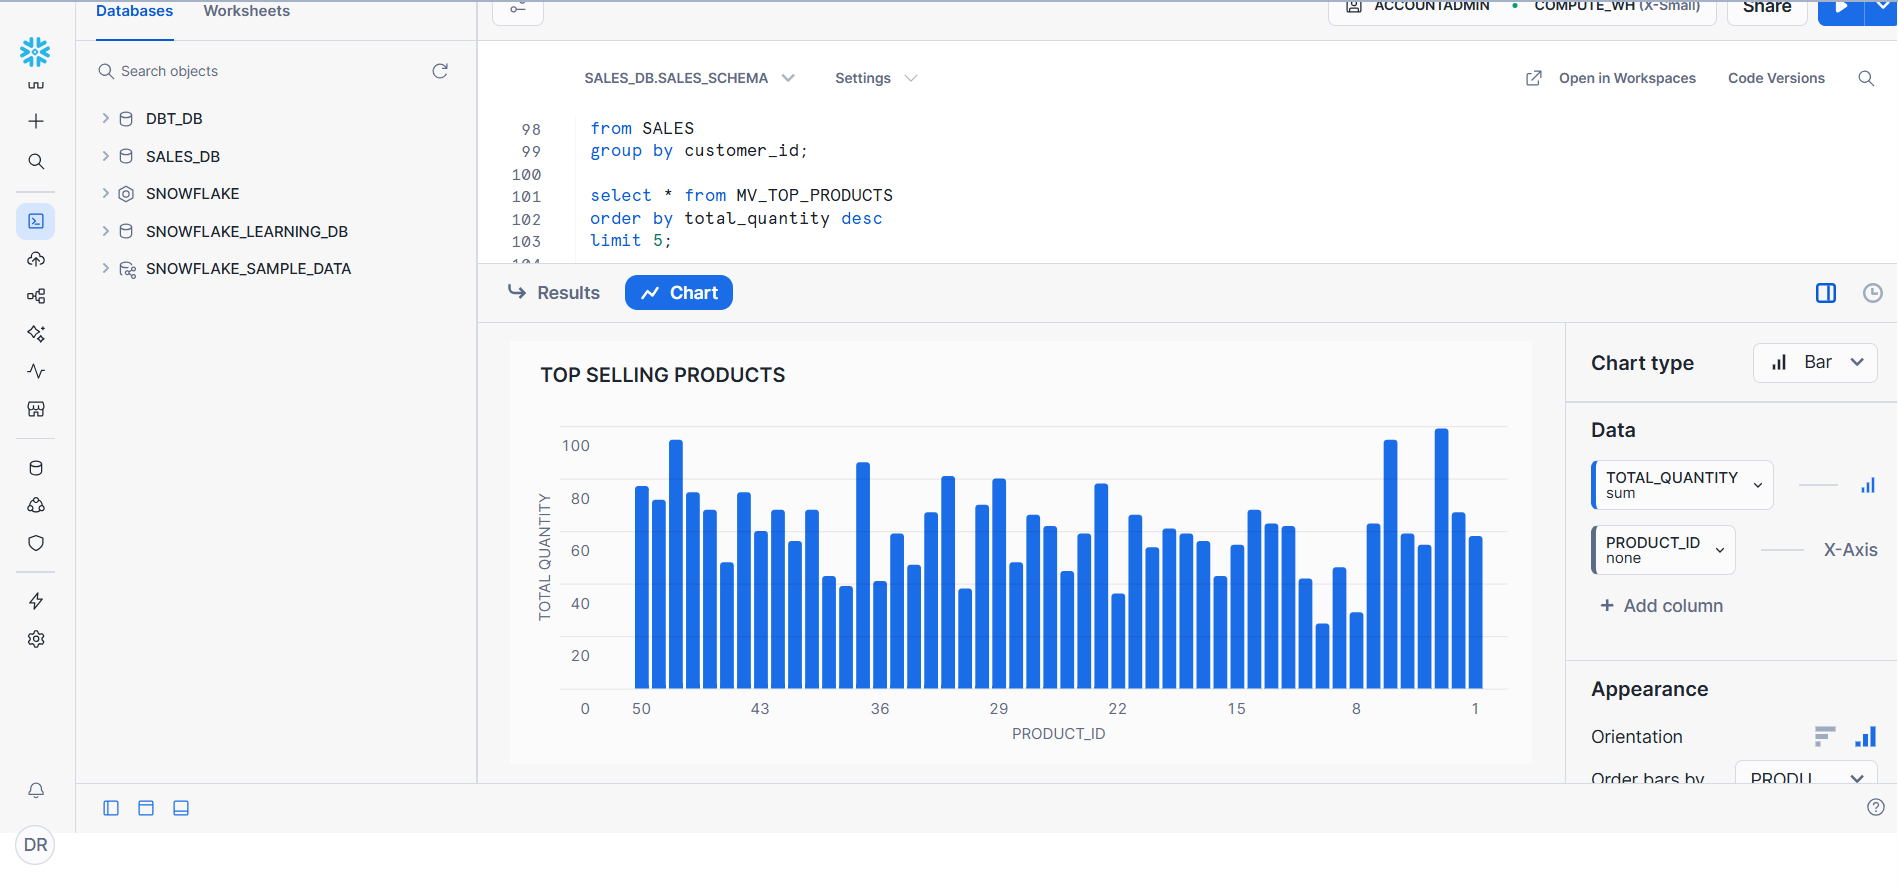 Databases Worksheets
ACCOUNTADMIN COMPUTE_WH (X-Small) Share
Search objects
DBT_DB
SALES_DB
SNOWFLAKE
SNOWFLAKE_LEARNING_DB
SNOWFLAKE_SAMPLE_DATA
SALES_DB.SALES_SCHEMA Settings Open in Workspaces Code Versions
98 from SALES
99 group by customer_id;
100
101 select * from MV_TOP_PRODUCTS
102 order by total_quantity desc
103 limit 5;
104
Results Chart
TOP SELLING PRODUCTS
TOTAL QUANTITY
100
80
60
40
20
0 50 43 36 29 22 15 8 1
PRODUCT_ID
Chart type Bar
Data
TOTAL_QUANTITY
sum
PRODUCT_ID
none
X-Axis
+ Add column
Appearance
Orientation
Order bars by PRODU
DR